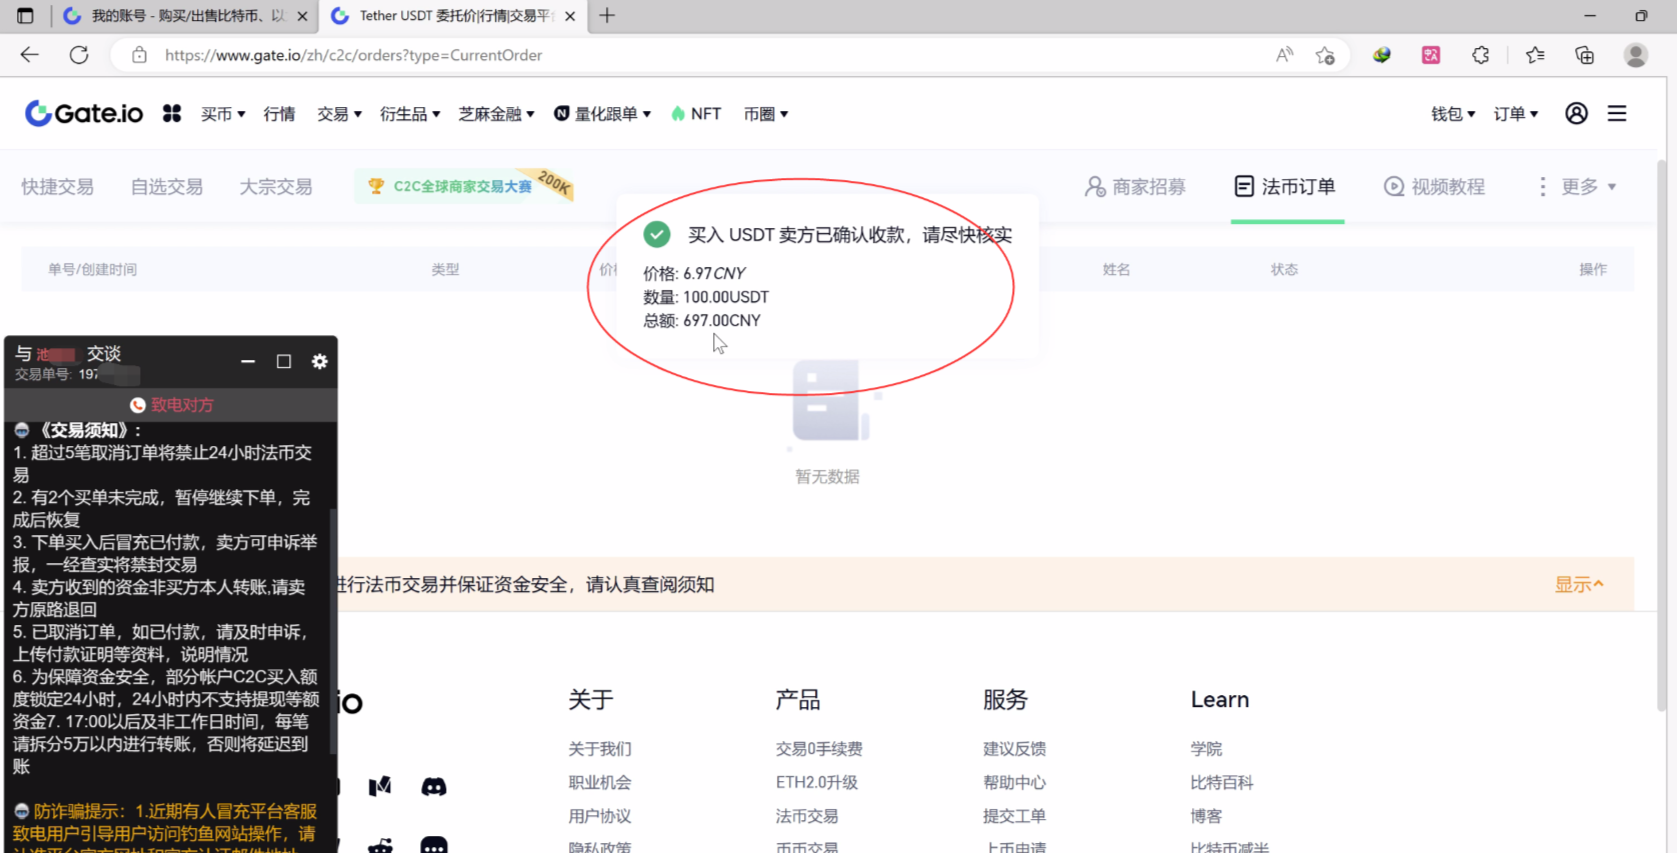 我的账号 - 购买/出售比特币、以
Tether USDT 委托价|行情|交易平
https://www.gate.io/zh/c2c/orders?type=CurrentOrder
Gate.io
买币
行情
交易
衍生品
芝麻金融
量化跟单
NFT
币圈
钱包
订单
快捷交易
自选交易
大宗交易
C2C全球商家交易大赛
200K
商家招募
法币订单
视频教程
更多
买入 USDT 卖方已确认收款，请尽快核实
价格: 6.97CNY
数量: 100.00USDT
总额: 697.00CNY
单号/创建时间
类型
姓名
状态
操作
暂无数据
与 池 交谈
交易单号: 197
致电对方
《交易须知》:
1. 超过5笔取消订单将禁止24小时法币交
易
2. 有2个买单未完成，暂停继续下单，完
成后恢复
3. 下单买入后冒充已付款，卖方可申诉举
报，一经查实将禁封交易
4. 卖方收到的资金非买方本人转账,请卖
方原路退回
5. 已取消订单，如已付款，请及时申诉，
上传付款证明等资料，说明情况
6. 为保障资金安全，部分帐户C2C买入额
度锁定24小时，24小时内不支持提现等额
资金7. 17:00以后及非工作日时间，每笔
请拆分5万以内进行转账，否则将延迟到
账
防诈骗提示：1.近期有人冒充平台客服
致电用户引导用户访问钓鱼网站操作，请
进行法币交易并保证资金安全，请认真查阅须知
显示
io
关于
关于我们
职业机会
用户协议
隐私政策
产品
交易0手续费
ETH2.0升级
法币交易
币币交易
服务
建议反馈
帮助中心
提交工单
上币申请
Learn
学院
比特百科
博客
比特币减半